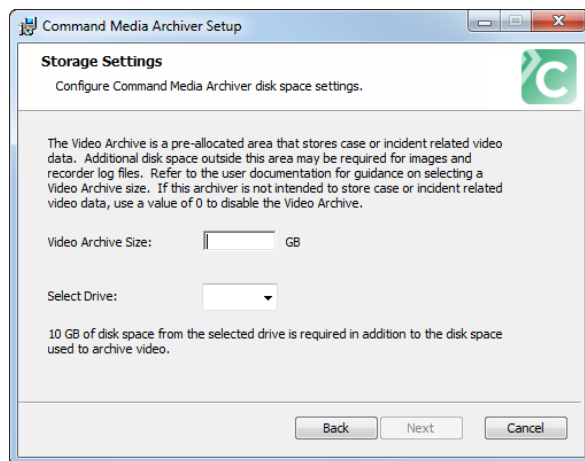 Command Media Archiver Setup
Storage Settings
Configure Command Media Archiver disk space settings.
The Video Archive is a pre-allocated area that stores case or incident related video
data.  Additional disk space outside this area may be required for images and
recorder log files.  Refer to the user documentation for guidance on selecting a
Video Archive size.  If this archiver is not intended to store case or incident related
video data, use a value of 0 to disable the Video Archive.
Video Archive Size: GB
Select Drive:
10 GB of disk space from the selected drive is required in addition to the disk space
used to archive video.
Back Next Cancel